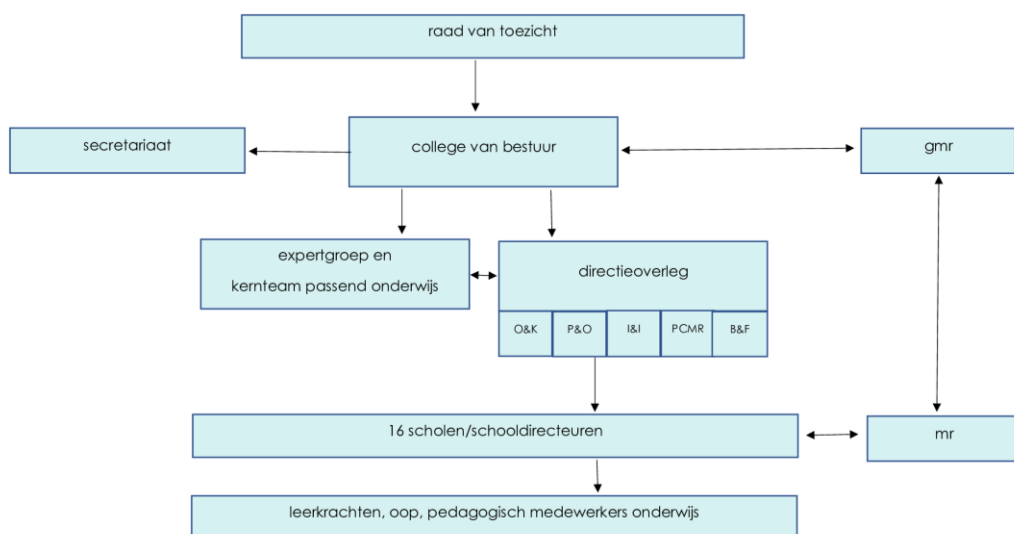 raad van toezicht
secretariaat
college van bestuur
gmr
expertgroep en
kernteam passend onderwijs
directieoverleg
O&K
P&O
I&I
PCMR
B&F
16 scholen/schooldirecteuren
mr
leerkrachten, oop, pedagogisch medewerkers onderwijs